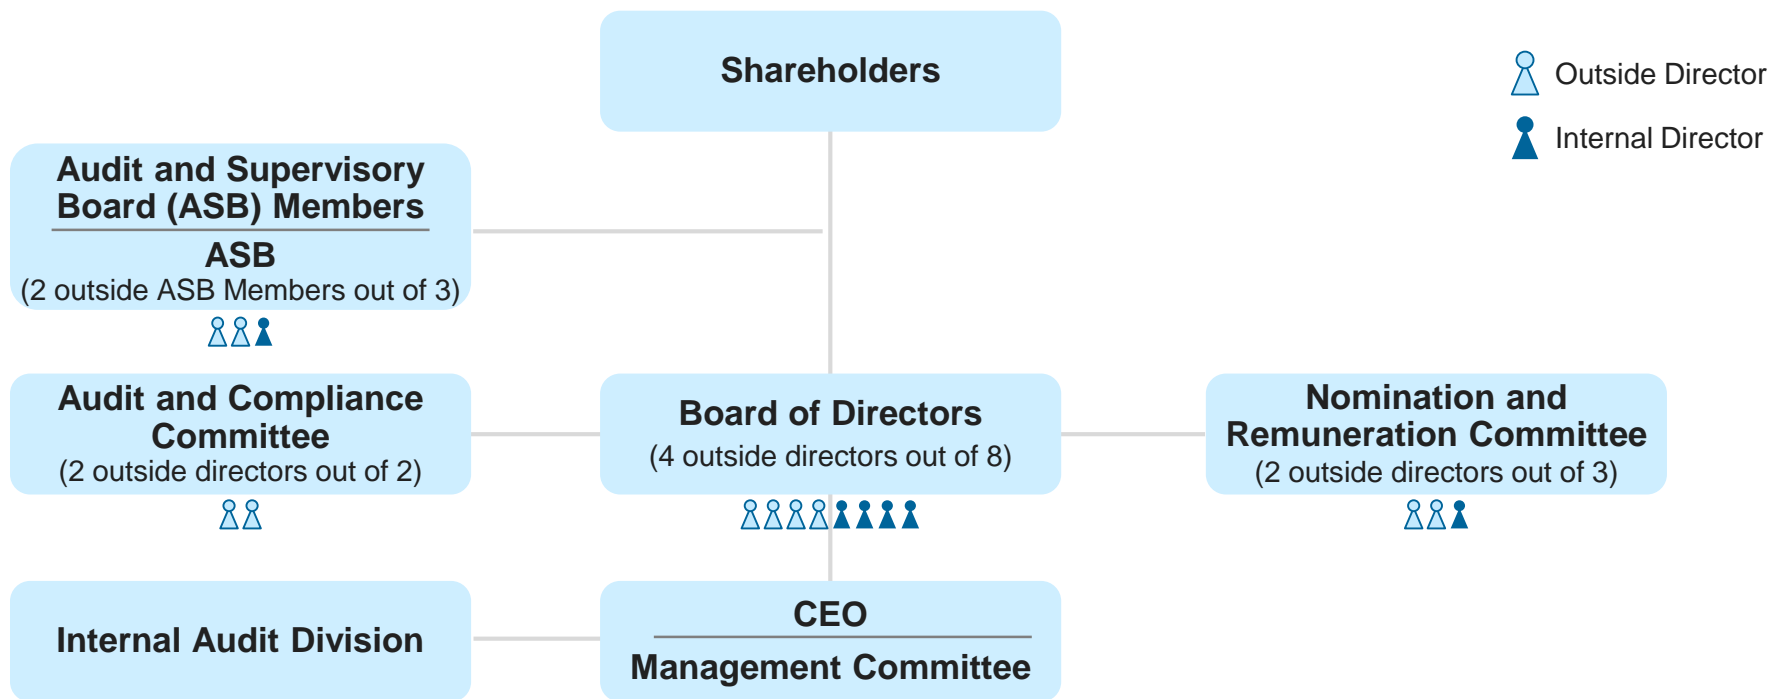 Shareholders
Outside Director
Internal Director
Audit and Supervisory
Board (ASB) Members
ASB
(2 outside ASB Members out of 3)
Audit and Compliance
Committee
(2 outside directors out of 2)
Board of Directors
(4 outside directors out of 8)
Nomination and
Remuneration Committee
(2 outside directors out of 3)
Internal Audit Division
CEO
Management Committee